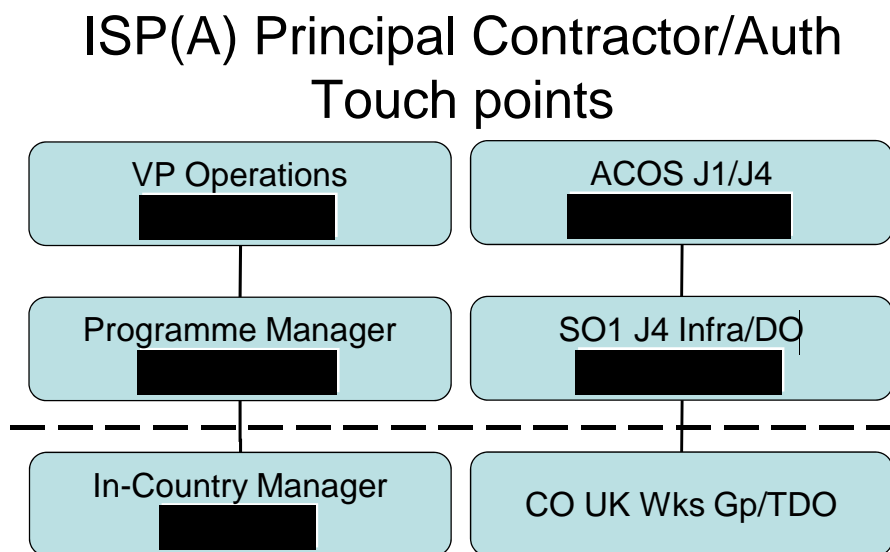 ISP(A) Principal Contractor/Auth
Touch points
VP Operations
ACOS J1/J4
Programme Manager
SO1 J4 Infra/DO
In-Country Manager
CO UK Wks Gp/TDO